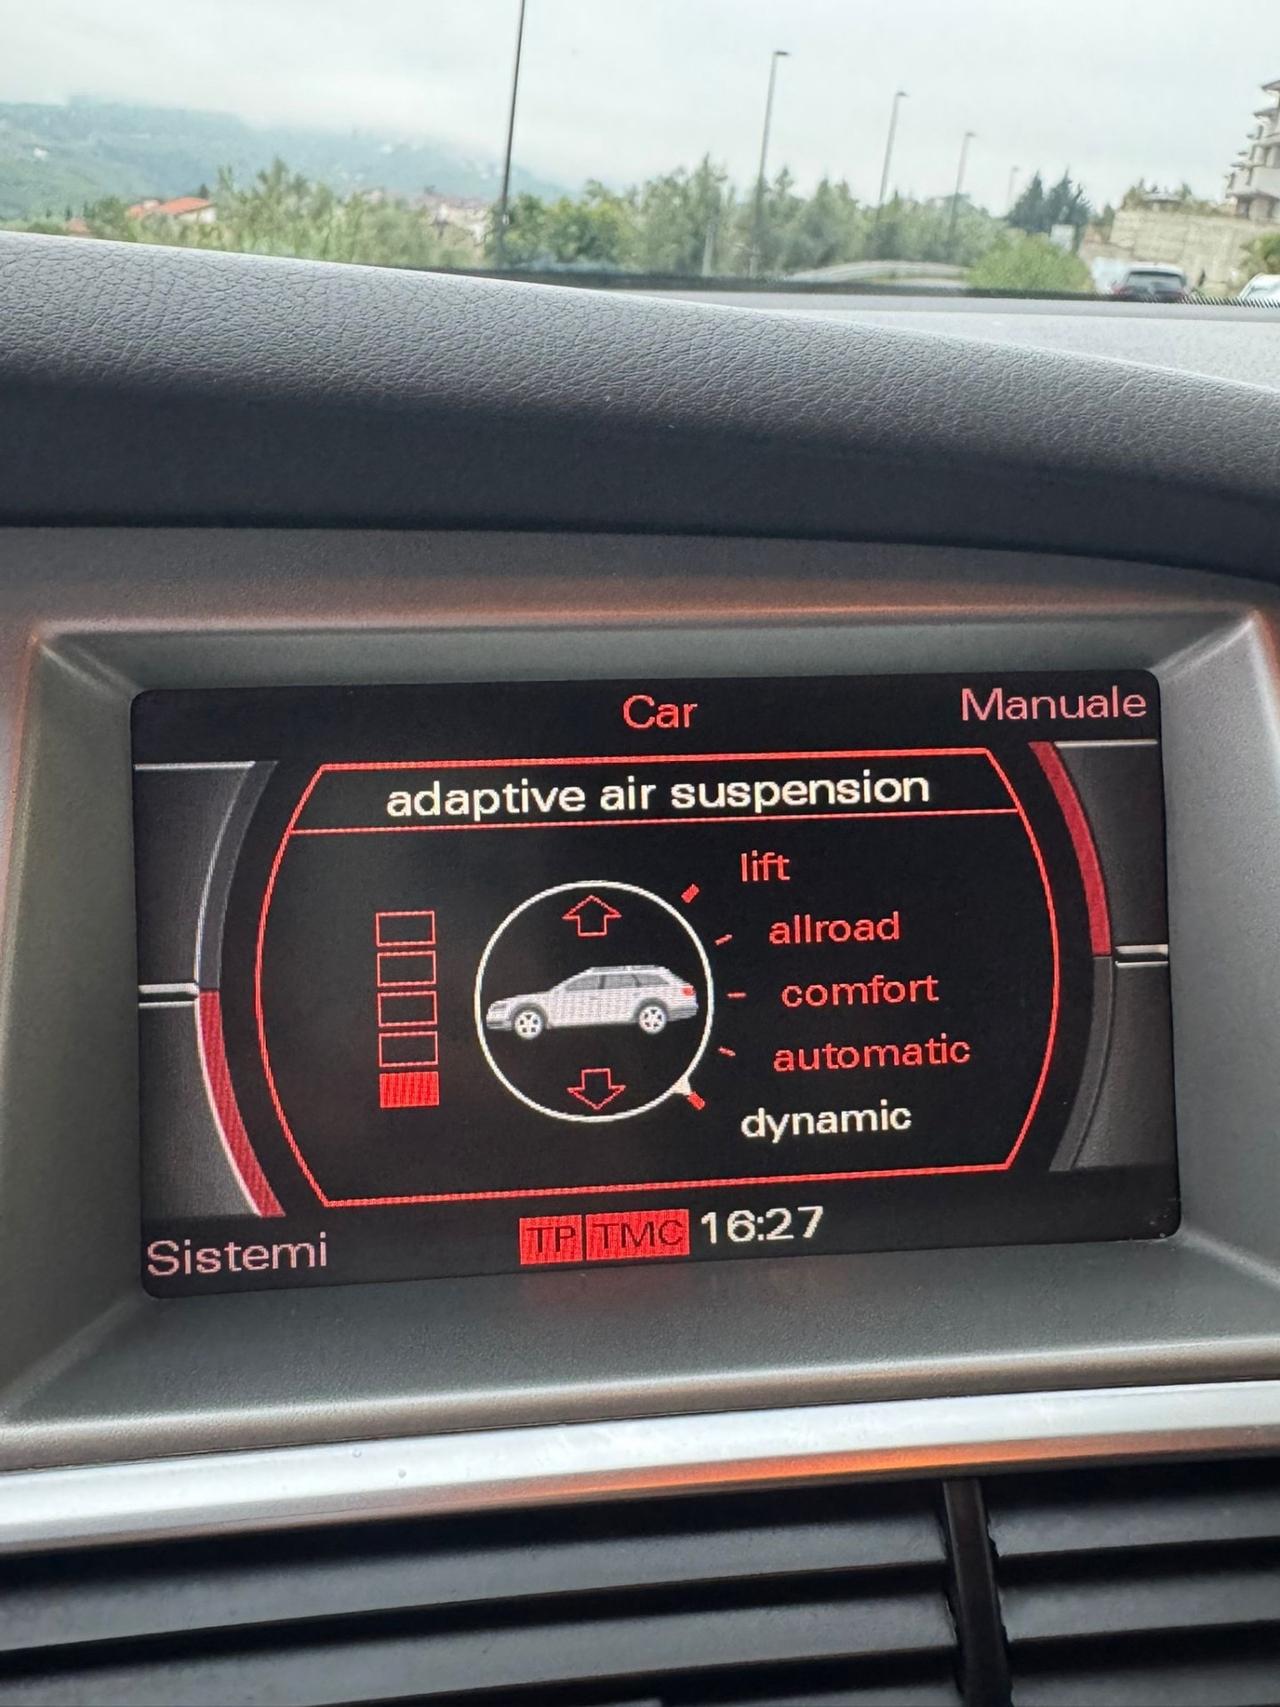 Car
Manuale
adaptive air suspension
lift
allroad
comfort
automatic
dynamic
TP TMC 16:27
Sistemi